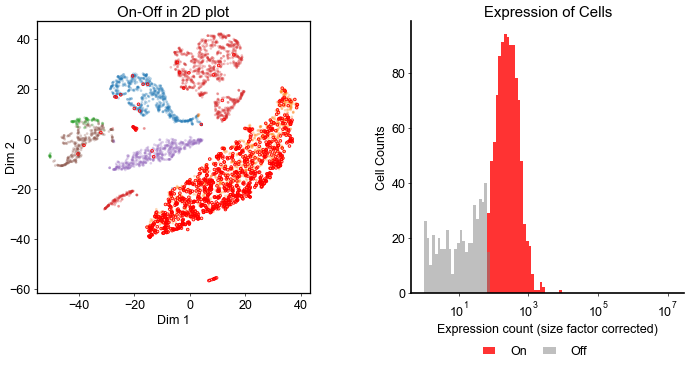 On-Off in 2D plot
Dim 2
40
20
0
−20
−40
−60
−40 −20 0 20 40
Dim 1
Expression of Cells
Cell Counts
80
60
40
20
0
10^1 10^3 10^5 10^7
Expression count (size factor corrected)
On Off